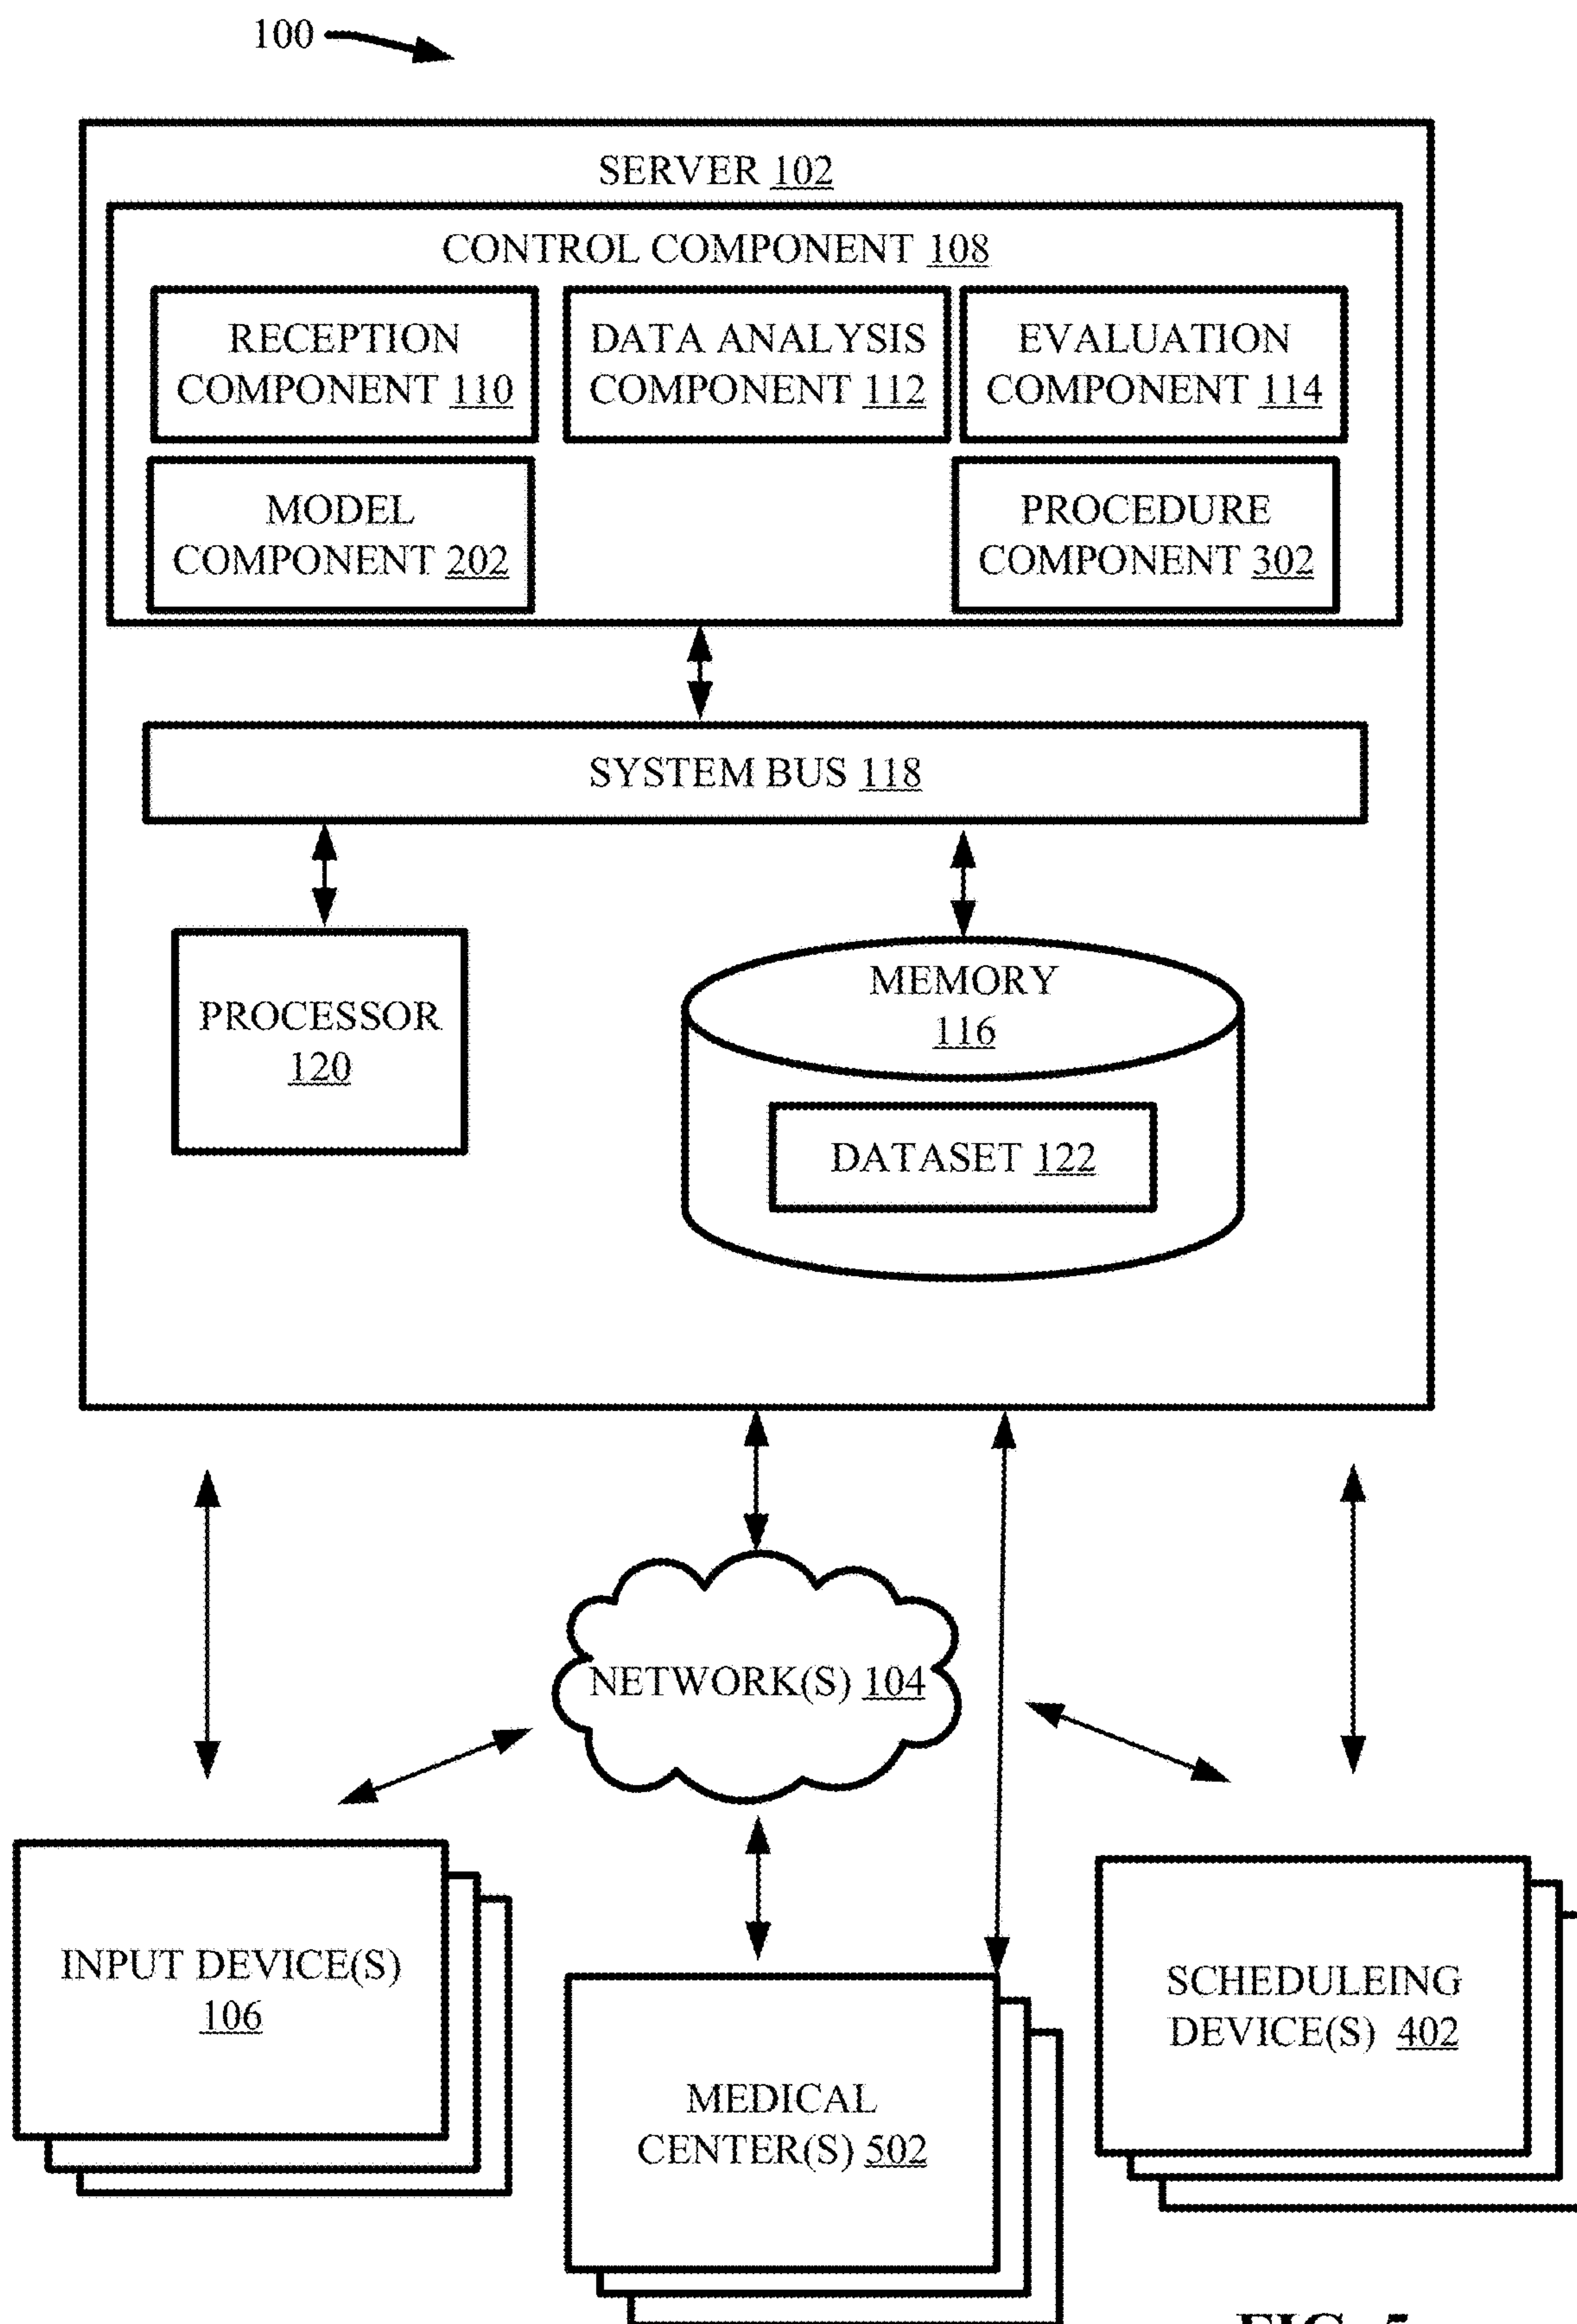 100
SERVER 102
CONTROL COMPONENT 108
RECEPTION
COMPONENT 110
DATA ANALYSIS
COMPONENT 112
EVALUATION
COMPONENT 114
MODEL
COMPONENT 202
PROCEDURE
COMPONENT 302
SYSTEM BUS 118
PROCESSOR
120
MEMORY
116
DATASET 122
NETWORK(S) 104
INPUT DEVICE(S)
106
MEDICAL
CENTER(S) 502
SCHEDULEING
DEVICE(S) 402